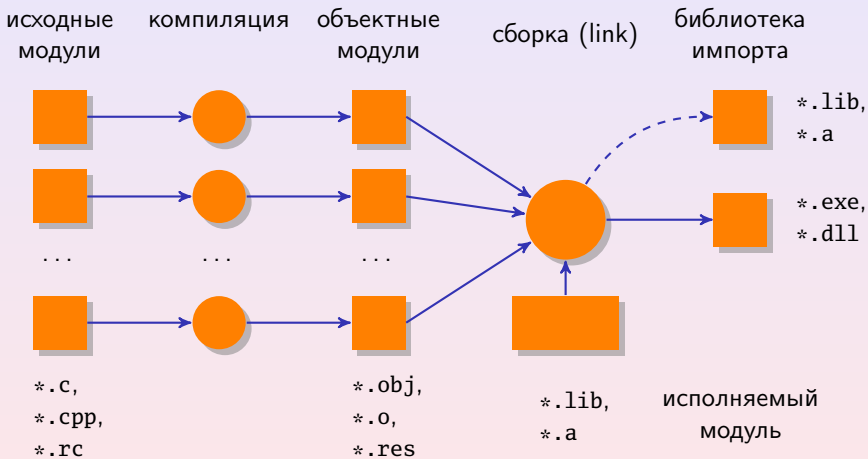 исходные
модули
компиляция
объектные
модули
сборка (link)
библиотека
импорта
*.lib,
*.a
*.exe,
*.dll
. . .
. . .
. . .
*.c,
*.cpp,
*.rc
*.obj,
*.o,
*.res
*.lib,
*.a
исполняемый
модуль